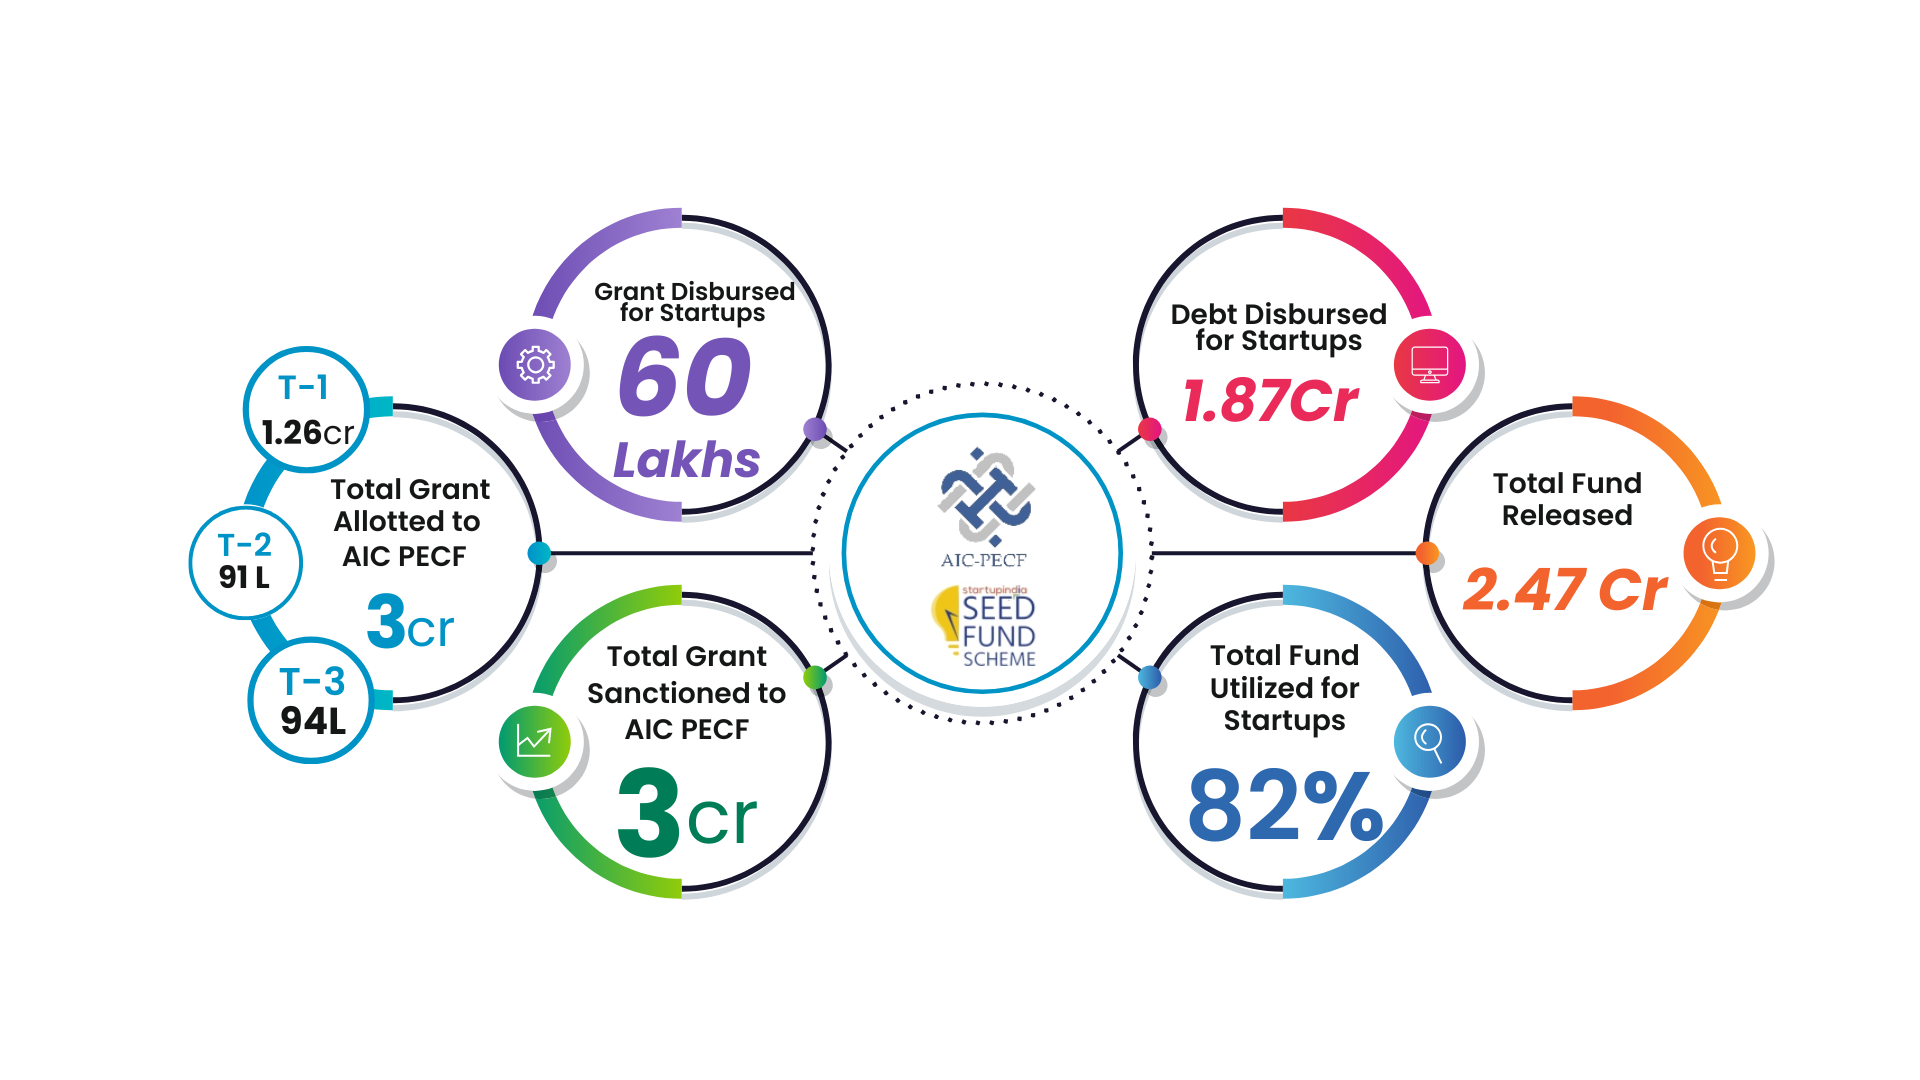 T-1
1.26cr
T-2
91 L
T-3
94L
Total Grant
Allotted to
AIC PECF
3cr
Grant Disbursed
for Startups
60
Lakhs
Total Grant
Sanctioned to
AIC PECF
3cr
AIC-PECF
startupindia
SEED
FUND
SCHEME
Debt Disbursed
for Startups
1.87Cr
Total Fund
Utilized for
Startups
82%
Total Fund
Released
2.47 Cr